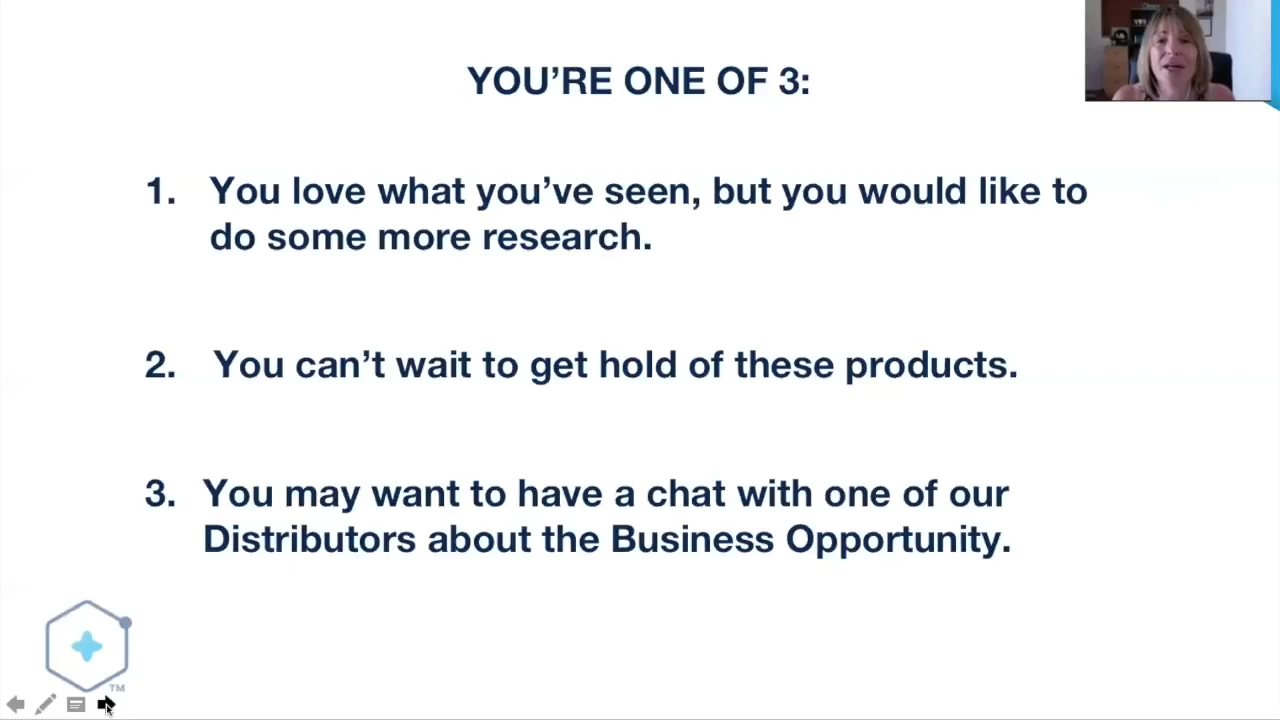 YOU’RE ONE OF 3:
1. You love what you’ve seen, but you would like to
do some more research.
2. You can’t wait to get hold of these products.
3. You may want to have a chat with one of our
Distributors about the Business Opportunity.
TM